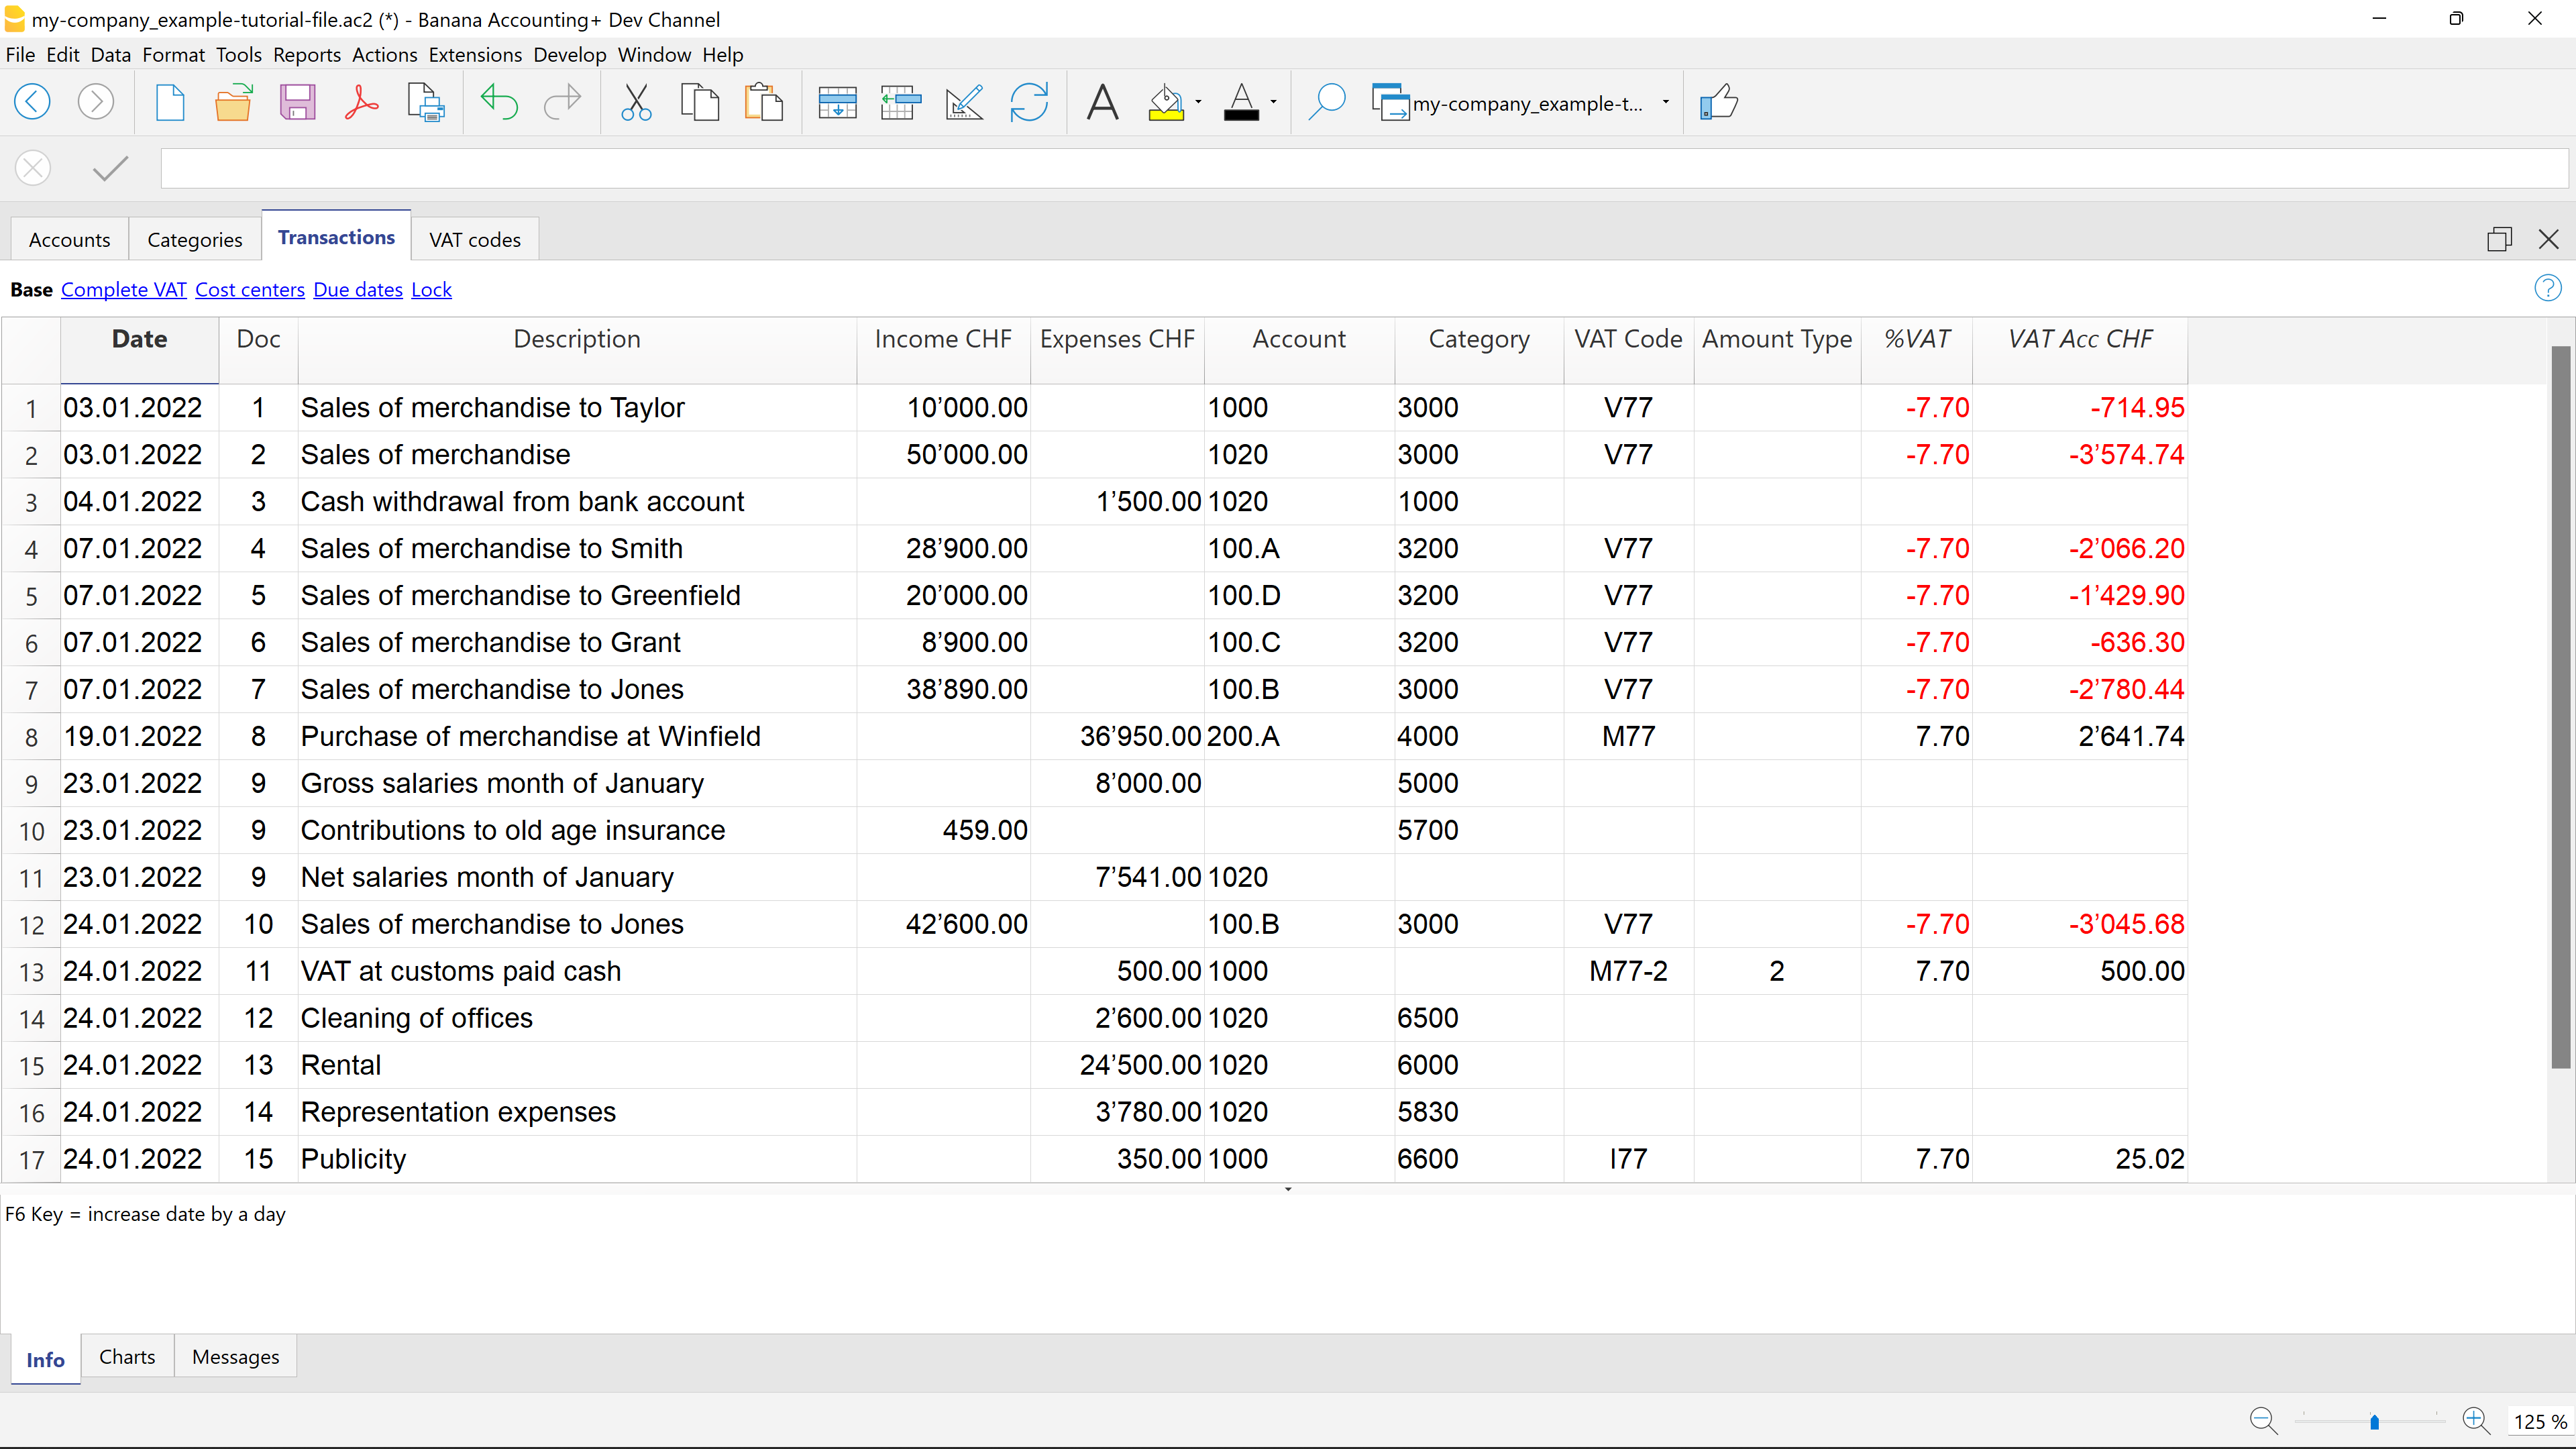 my-company_example-tutorial-file.ac2 (*) - Banana Accounting+ Dev Channel
File Edit Data Format Tools Reports Actions Extensions Develop Window Help
my-company_example-t...
Accounts Categories Transactions VAT codes
Base Complete VAT Cost centers Due dates Lock
Date Doc Description Income CHF Expenses CHF Account Category VAT Code Amount Type %VAT VAT Acc CHF
1 03.01.2022 1 Sales of merchandise to Taylor 10’000.00 1000 3000 V77 -7.70 -714.95
2 03.01.2022 2 Sales of merchandise 50’000.00 1020 3000 V77 -7.70 -3’574.74
3 04.01.2022 3 Cash withdrawal from bank account 1’500.00 1020 1000
4 07.01.2022 4 Sales of merchandise to Smith 28’900.00 100.A 3200 V77 -7.70 -2’066.20
5 07.01.2022 5 Sales of merchandise to Greenfield 20’000.00 100.D 3200 V77 -7.70 -1’429.90
6 07.01.2022 6 Sales of merchandise to Grant 8’900.00 100.C 3200 V77 -7.70 -636.30
7 07.01.2022 7 Sales of merchandise to Jones 38’890.00 100.B 3000 V77 -7.70 -2’780.44
8 19.01.2022 8 Purchase of merchandise at Winfield 36’950.00 200.A 4000 M77 7.70 2’641.74
9 23.01.2022 9 Gross salaries month of January 8’000.00 5000
10 23.01.2022 9 Contributions to old age insurance 459.00 5700
11 23.01.2022 9 Net salaries month of January 7’541.00 1020
12 24.01.2022 10 Sales of merchandise to Jones 42’600.00 100.B 3000 V77 -7.70 -3’045.68
13 24.01.2022 11 VAT at customs paid cash 500.00 1000 M77-2 2 7.70 500.00
14 24.01.2022 12 Cleaning of offices 2’600.00 1020 6500
15 24.01.2022 13 Rental 24’500.00 1020 6000
16 24.01.2022 14 Representation expenses 3’780.00 1020 5830
17 24.01.2022 15 Publicity 350.00 1000 6600 I77 7.70 25.02
F6 Key = increase date by a day
Info Charts Messages
125 %